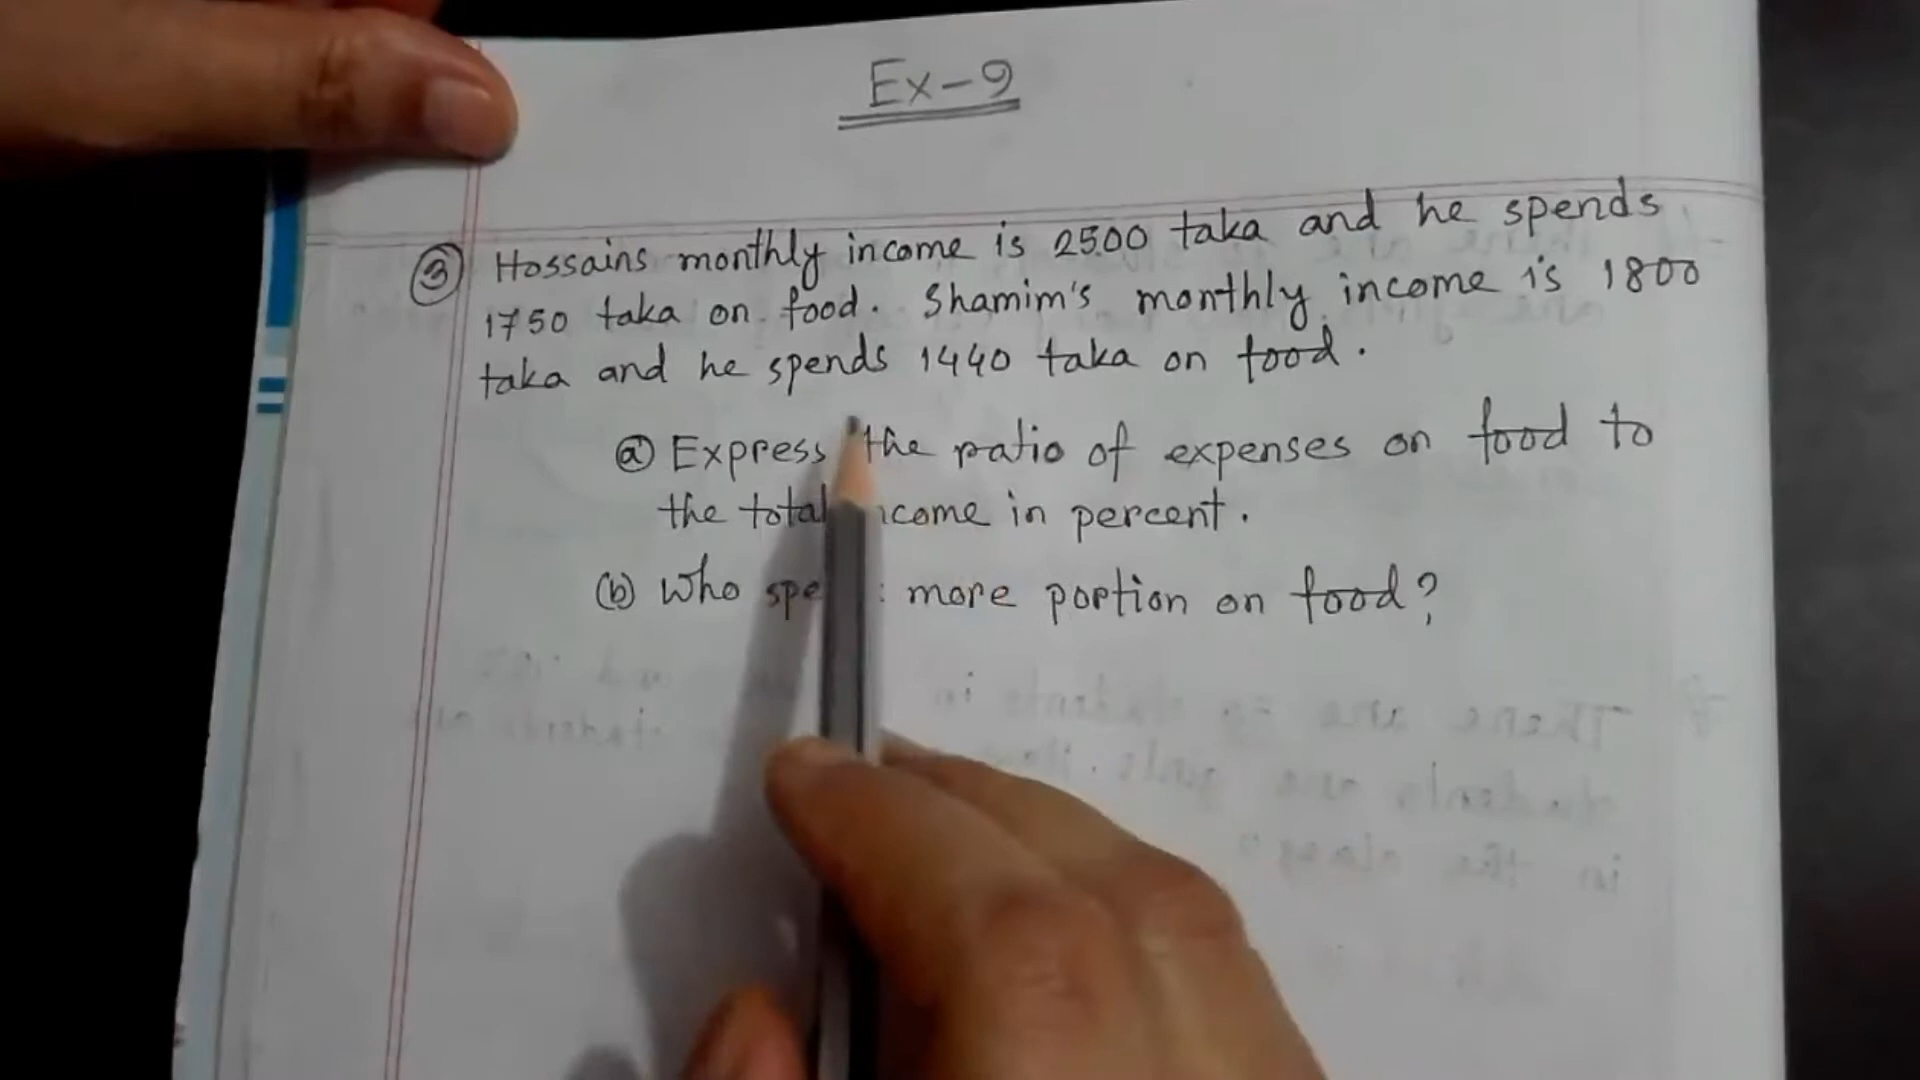 Ex-9
③ Hossains monthly income is 2500 taka and he spends
1750 taka on food. Shamim's monthly income is 1800
taka and he spends 1440 taka on food.
ⓐ Express the ratio of expenses on food to
the total income in percent.
(b) Who more portion on food?